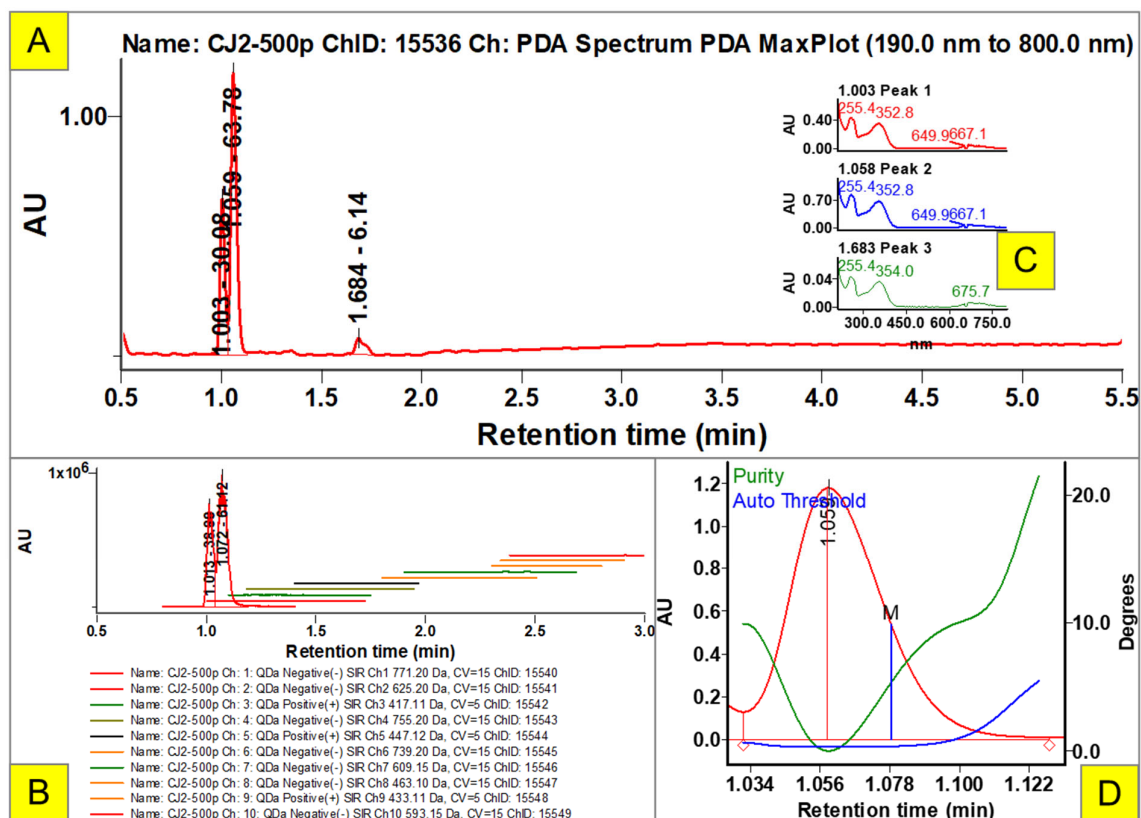 A
Name: CJ2-500p ChID: 15536 Ch: PDA Spectrum PDA MaxPlot (190.0 nm to 800.0 nm)
AU
1.00
1.003 - 30.08
1.059 - 63.78
1.684 - 6.14
0.5 1.0 1.5 2.0 2.5 3.0 3.5 4.0 4.5 5.0 5.5
Retention time (min)
1.003 Peak 1
255.4 352.8
649.9 667.1
AU
0.40
0.00
1.058 Peak 2
255.4 352.8
649.9 667.1
AU
0.70
0.00
1.683 Peak 3
255.4 354.0
675.7
AU
0.04
0.00
300.0 450.0 600.0 750.0
nm
C
1x10⁶
AU
1.013 - 38.88
1.072 - 61.12
0.5 1.0 1.5 2.0 2.5 3.0
Retention time (min)
Name: CJ2-500p Ch: 1: QDa Negative(-) SIR Ch1 771.20 Da, CV=15 ChID: 15540
Name: CJ2-500p Ch: 2: QDa Negative(-) SIR Ch2 625.20 Da, CV=15 ChID: 15541
Name: CJ2-500p Ch: 3: QDa Positive(+) SIR Ch3 417.11 Da, CV=5 ChID: 15542
Name: CJ2-500p Ch: 4: QDa Negative(-) SIR Ch4 755.20 Da, CV=15 ChID: 15543
Name: CJ2-500p Ch: 5: QDa Positive(+) SIR Ch5 447.12 Da, CV=5 ChID: 15544
Name: CJ2-500p Ch: 6: QDa Negative(-) SIR Ch6 739.20 Da, CV=15 ChID: 15545
Name: CJ2-500p Ch: 7: QDa Negative(-) SIR Ch7 609.15 Da, CV=15 ChID: 15546
Name: CJ2-500p Ch: 8: QDa Negative(-) SIR Ch8 463.10 Da, CV=15 ChID: 15547
Name: CJ2-500p Ch: 9: QDa Positive(+) SIR Ch9 433.11 Da, CV=5 ChID: 15548
Name: CJ2-500p Ch: 10: QDa Negative(-) SIR Ch10 593.15 Da, CV=15 ChID: 15549
B
Purity
Auto Threshold
1.059
M
AU
1.2
1.0
0.8
0.6
0.4
0.2
0.0
20.0
10.0
0.0
Degrees
1.034 1.056 1.078 1.100 1.122
Retention time (min)
D